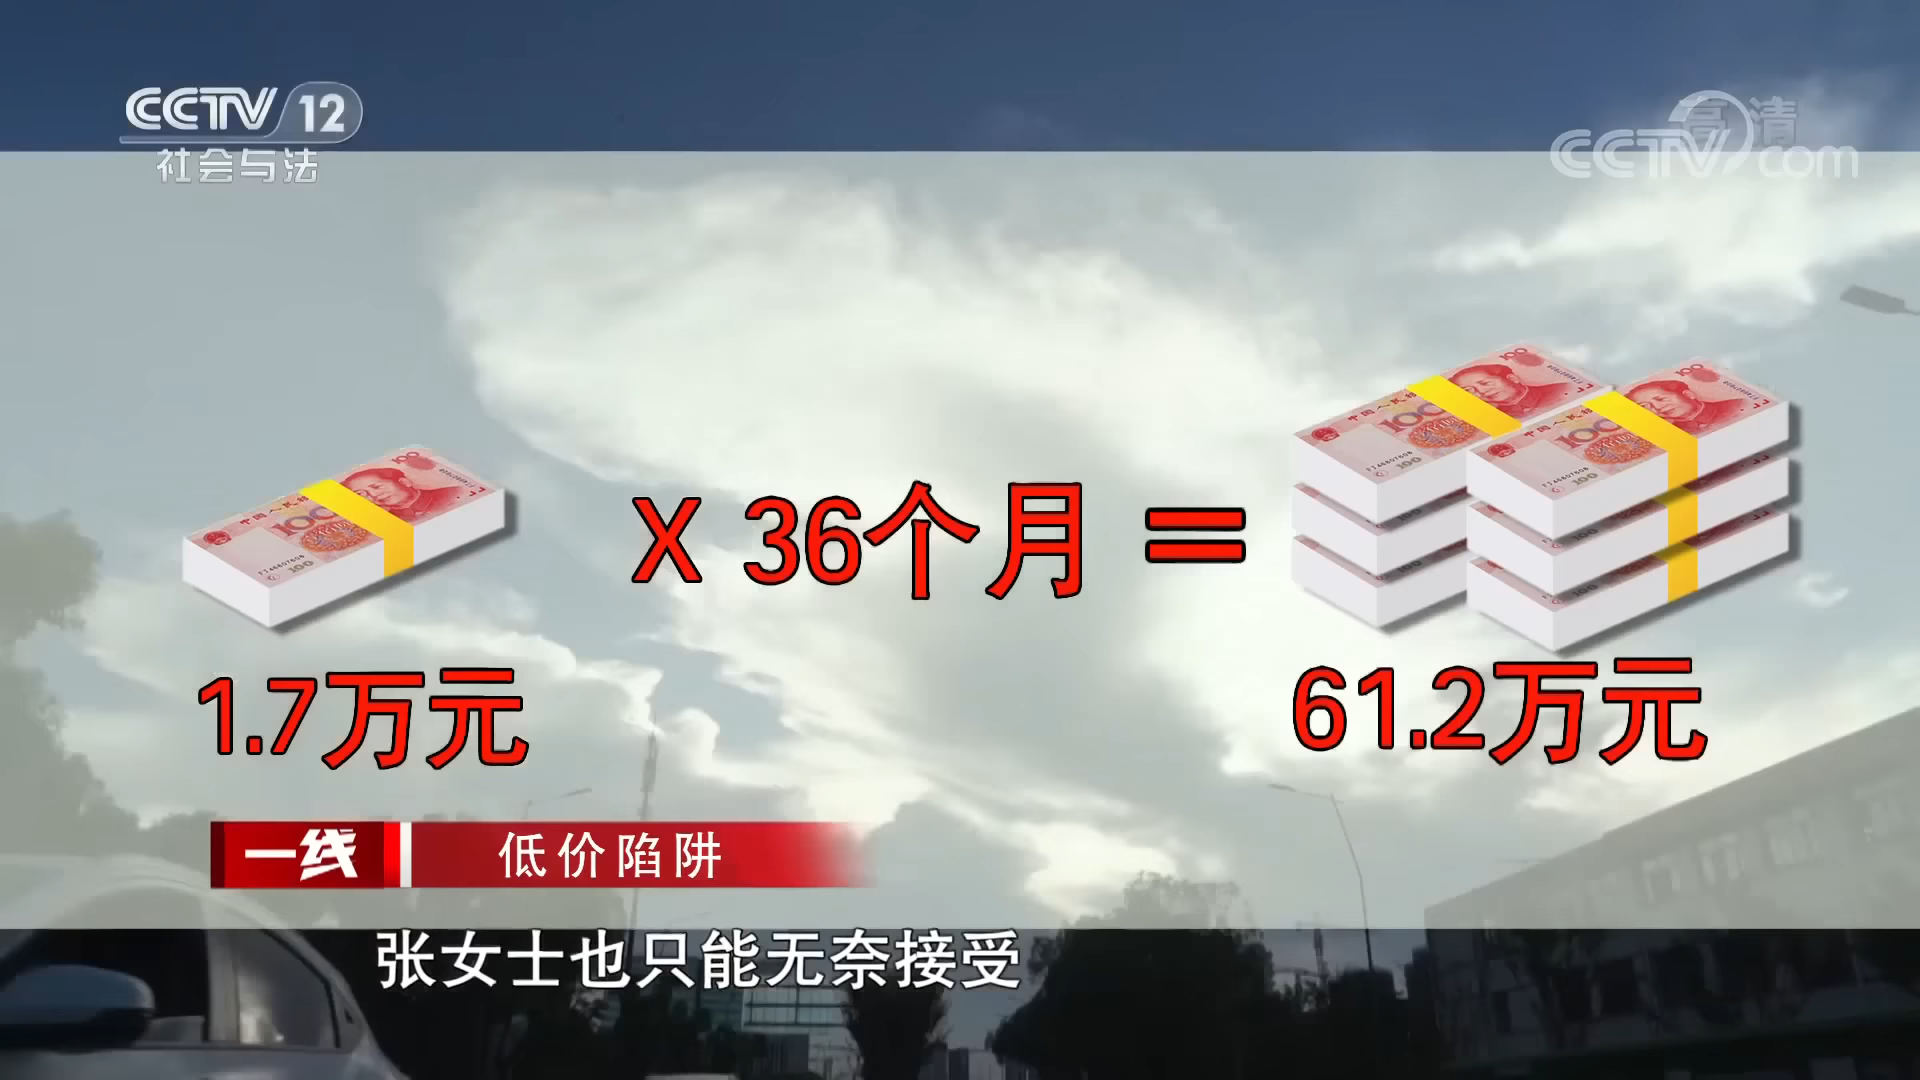 CCTV 12
社会与法
高清
CCTV com
X 36个月 =
1.7万元
61.2万元
一线
低价陷阱
张女士也只能无奈接受